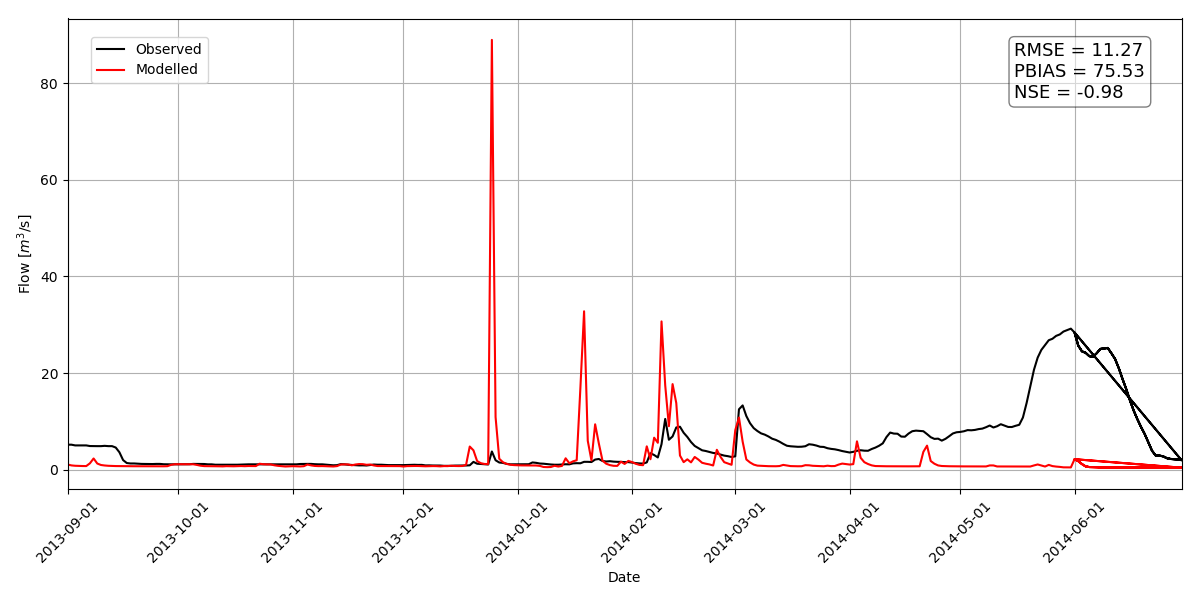 Observed
Modelled
RMSE = 11.27
PBIAS = 75.53
NSE = -0.98
Flow [m³/s]
80
60
40
20
0
2013-09-01
2013-10-01
2013-11-01
2013-12-01
2014-01-01
2014-02-01
2014-03-01
2014-04-01
2014-05-01
2014-06-01
Date